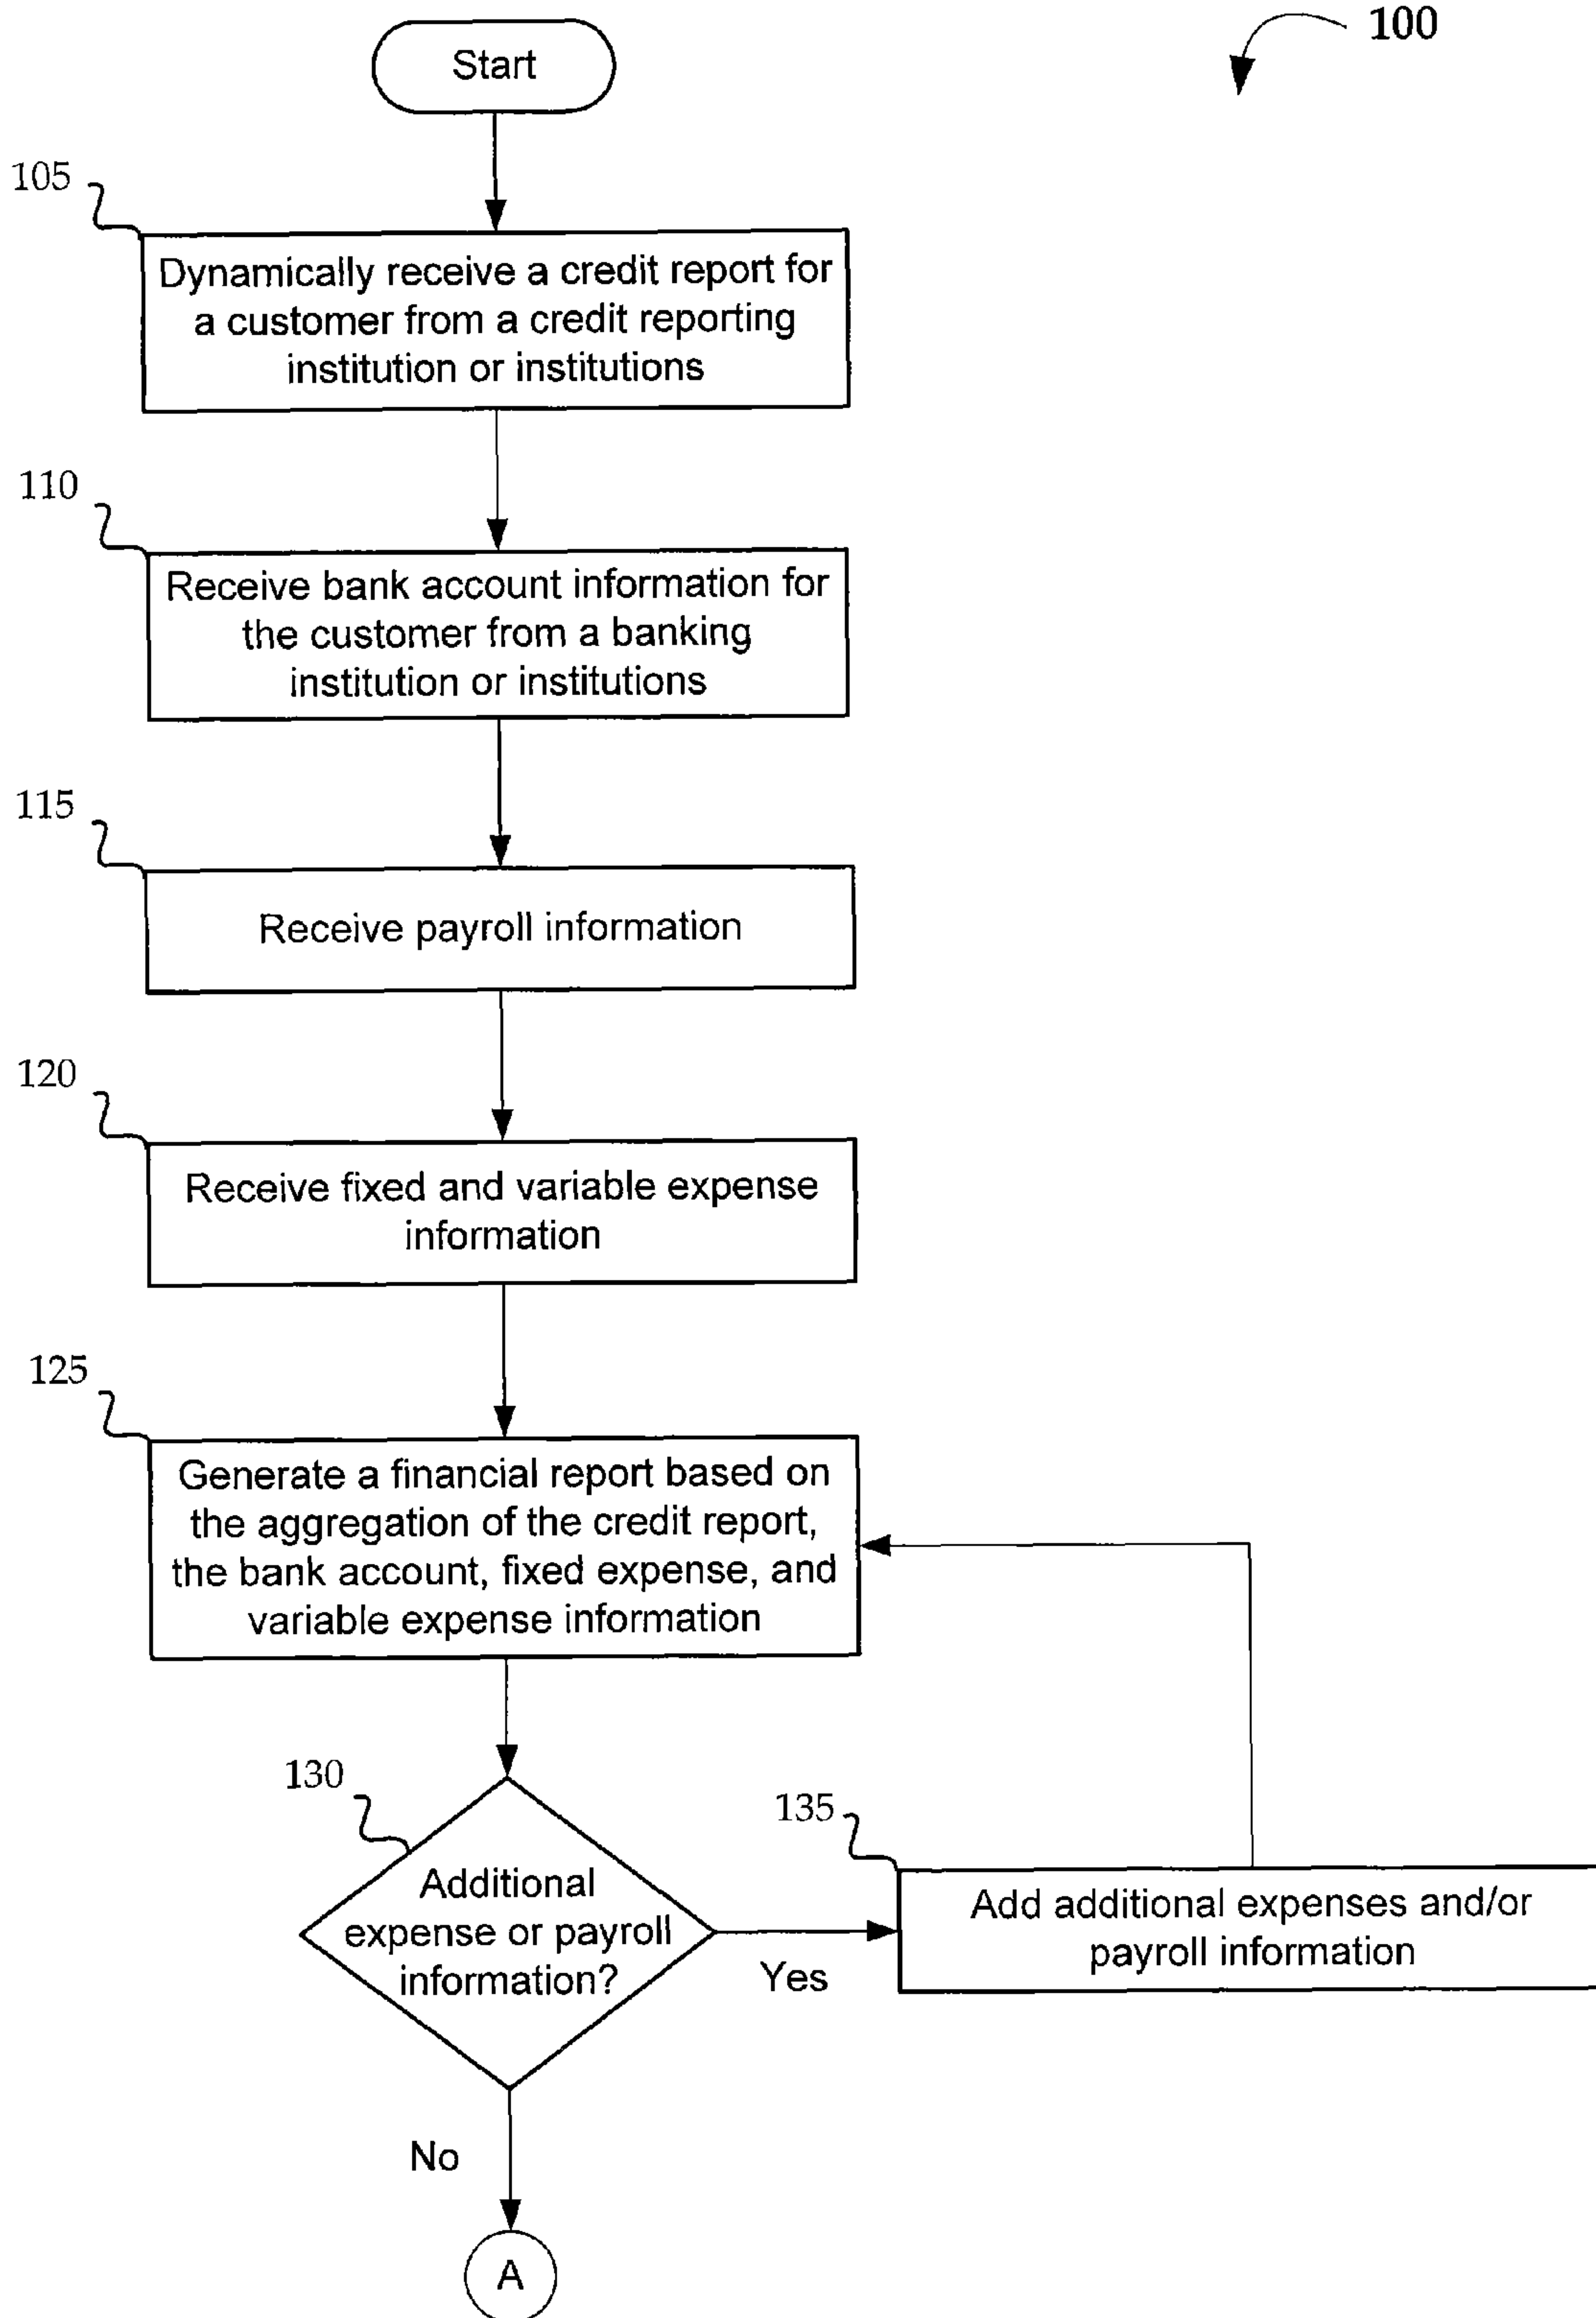 100
Start
105
Dynamically receive a credit report for
a customer from a credit reporting
institution or institutions
110
Receive bank account information for
the customer from a banking
institution or institutions
115
Receive payroll information
120
Receive fixed and variable expense
information
125
Generate a financial report based on
the aggregation of the credit report,
the bank account, fixed expense, and
variable expense information
130
Additional
expense or payroll
information?
Yes
135
Add additional expenses and/or
payroll information
No
A